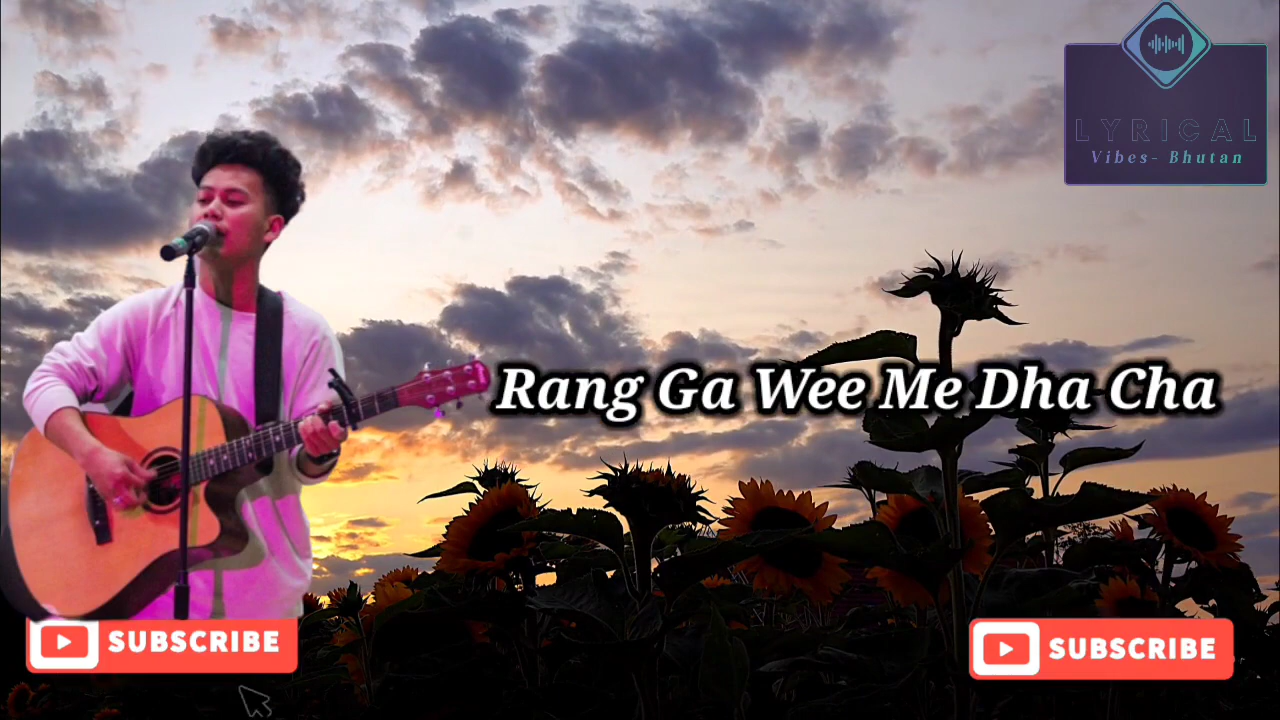 LYRICAL
Vibes- Bhutan
Rang Ga Wee Me Dha Cha
SUBSCRIBE
SUBSCRIBE